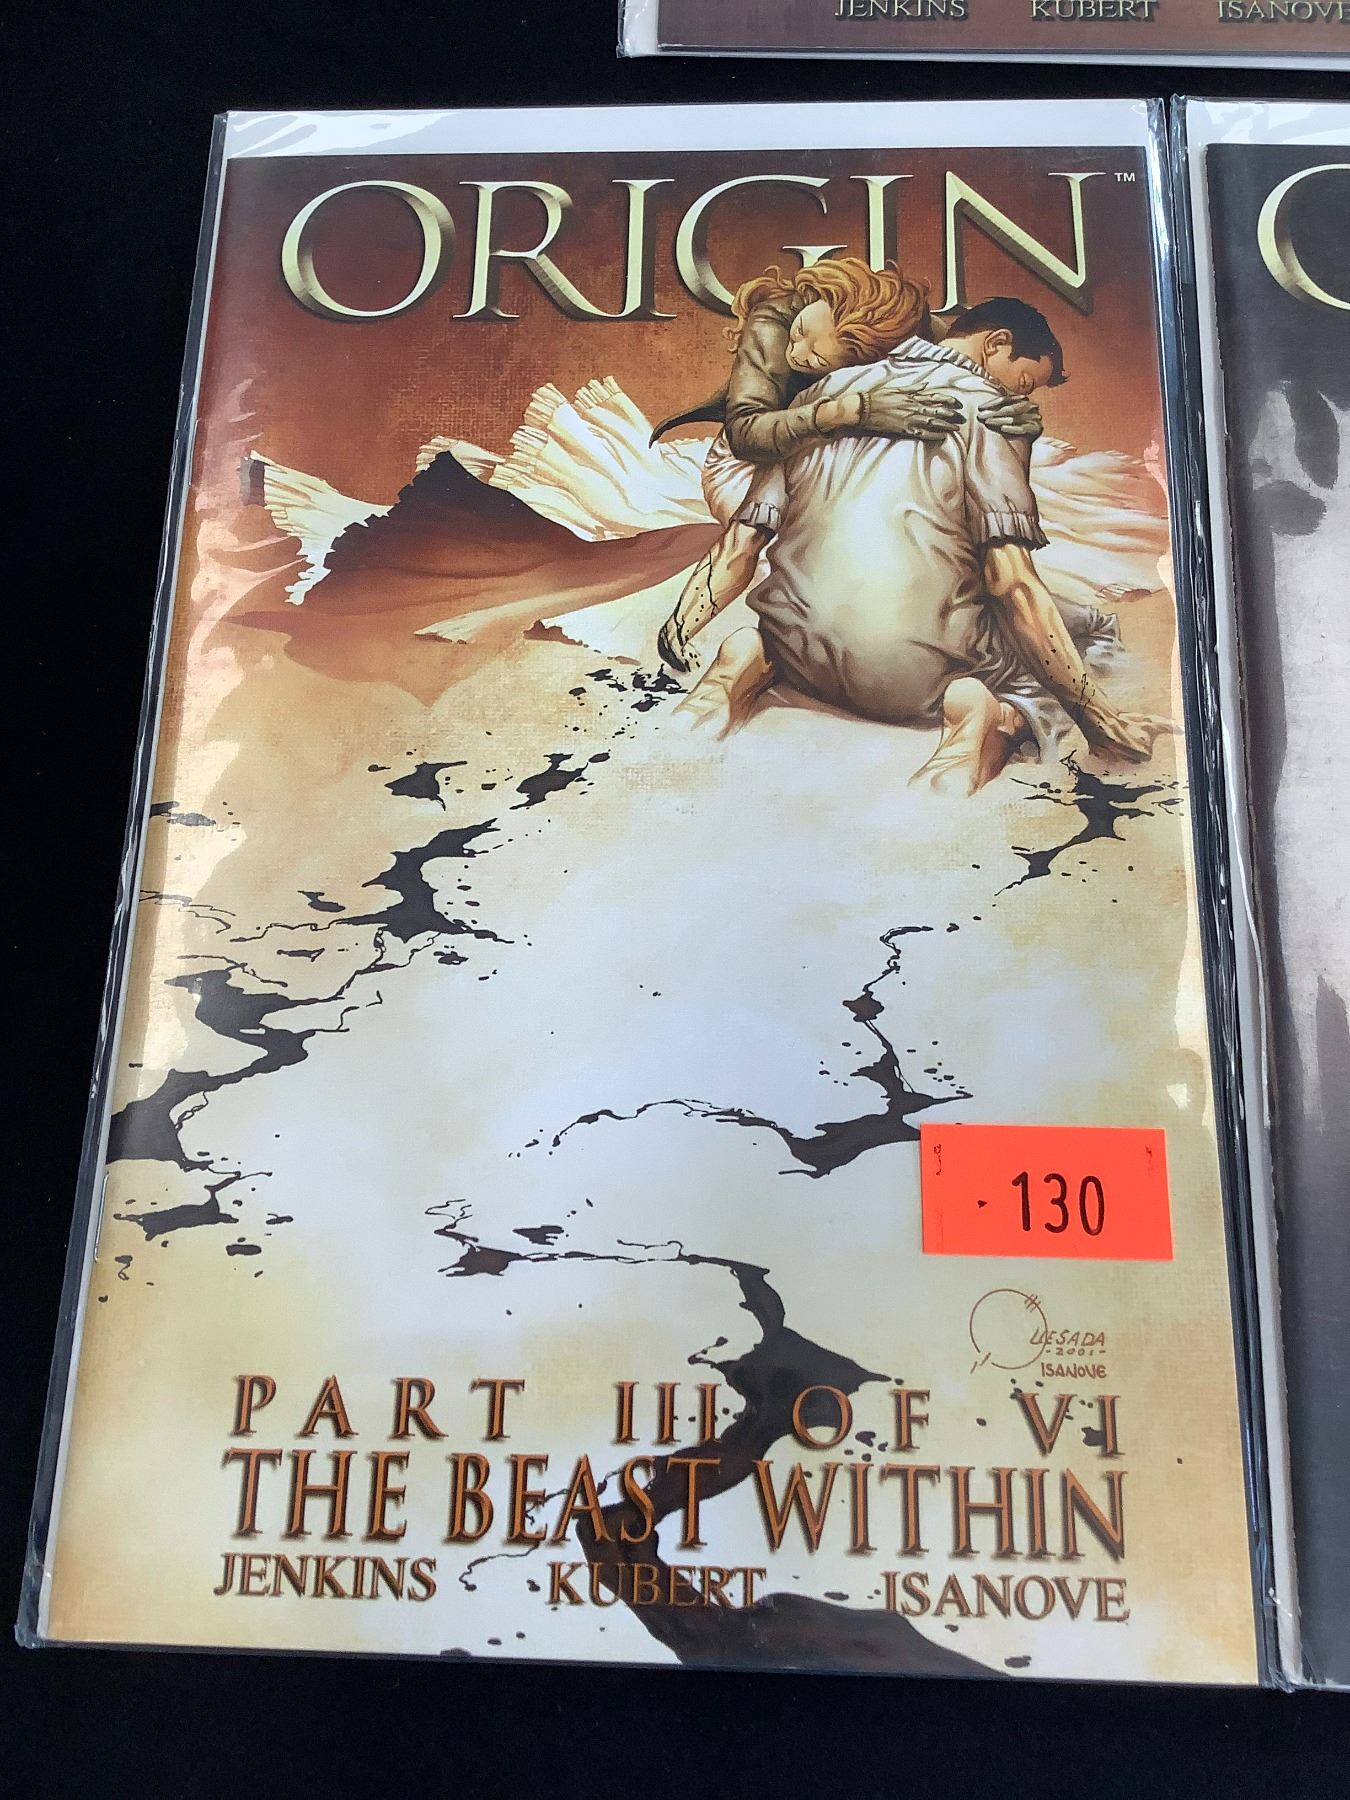 JENKINS KUBERT ISANOVE
ORIGIN™
130
QUESADA
-2001-
ISANOVE
PART III OF VI
THE BEAST WITHIN
JENKINS KUBERT ISANOVE